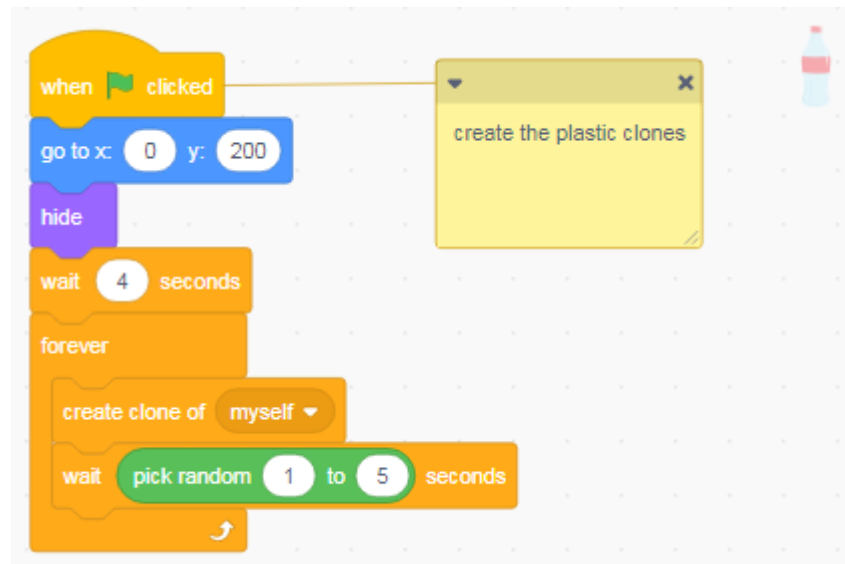 when clicked
create the plastic clones
go to x: 0 y: 200
hide
wait 4 seconds
forever
create clone of myself
wait pick random 1 to 5 seconds